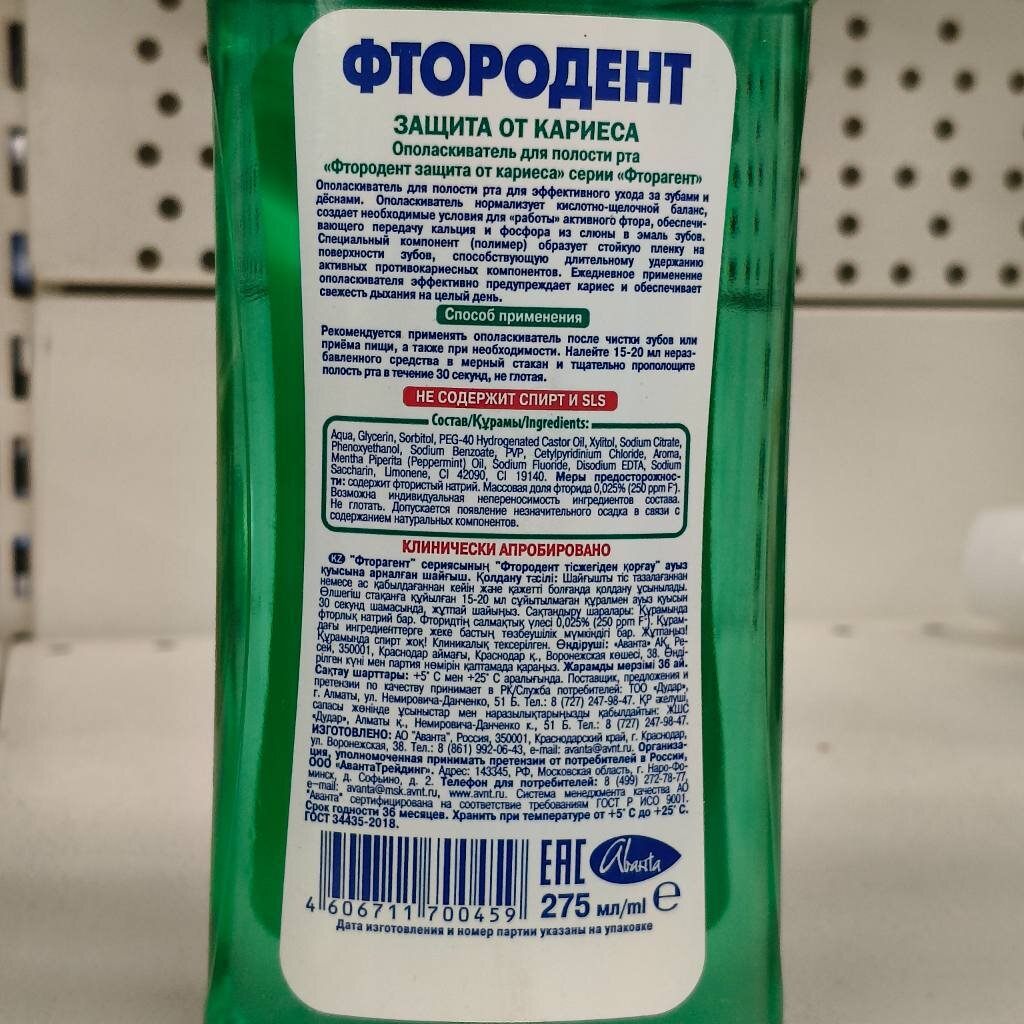 ФТОРОДЕНТ
ЗАЩИТА ОТ КАРИЕСА
Ополаскиватель для полости рта
«Фтородент защита от кариеса» серии «Фторагент»
Ополаскиватель для полости рта для эффективного ухода за зубами и
дёснами. Ополаскиватель нормализует кислотно-щелочной баланс,
создает необходимые условия для «работы» активного фтора, обеспечи-
вающего передачу кальция и фосфора из слюны в эмаль зубов.
Специальный компонент (полимер) образует стойкую пленку на
поверхности зубов, способствующую длительному удержанию
активных противокариесных компонентов. Ежедневное применение
ополаскивателя эффективно предупреждает кариес и обеспечивает
свежесть дыхания на целый день.
Способ применения
Рекомендуется применять ополаскиватель после чистки зубов или
приёма пищи, а также при необходимости. Налейте 15-20 мл нераз-
бавленного средства в мерный стакан и тщательно прополощите
полость рта в течение 30 секунд, не глотая.
НЕ СОДЕРЖИТ СПИРТ И SLS
Состав/Құрамы/Ingredients:
Aqua, Glycerin, Sorbitol, PEG-40 Hydrogenated Castor Oil, Xylitol, Sodium Citrate,
Phenoxyethanol, Sodium Benzoate, PVP, Cetylpyridinium Chloride, Aroma,
Mentha Piperita (Peppermint) Oil, Sodium Fluoride, Disodium EDTA, Sodium
Saccharin, Limonene, CI 42090, CI 19140. Меры предосторожнос-
ти: содержит фтористый натрий. Массовая доля фторида 0,025% (250 ppm F⁻).
Возможна индивидуальная непереносимость ингредиентов состава.
Не глотать. Допускается появление незначительного осадка в связи с
содержанием натуральных компонентов.
КЛИНИЧЕСКИ АПРОБИРОВАНО
KZ "Фторагент" сериясының "Фтородент тісжегіден қорғау" ауыз
қуысына арналған шайғыш. Қолдану тәсілі: Шайғышты тіс тазалағаннан
немесе ас қабылдағаннан кейін және қажетті болғанда қолдану ұсынылады.
Өлшегіш стақанға құйылған 15-20 мл сұйытылмаған құралмен ауыз қуысын
30 секунд шамасында, жұтпай шайыңыз. Сақтандыру шаралары: Құрамында
фторлық натрий бар. Фторидтің салмақтық үлесі 0,025% (250 ppm F⁻). Құрам-
дағы ингредиенттерге жеке бастың төзбеушілік мүмкіндігі бар. Жұтпаңыз!
Құрамында спирт жоқ! Клиникалық тексерілген. Өндіруші: «Аванта» АҚ, Ре-
сей, 350001, Краснодар аймағы, Краснодар қ., Воронежская көшесі, 38. Өнді-
рілген күні мен партия нөмірін қаптамада қараңыз. Жарамды мерзімі 36 ай.
Сақтау шарттары: +5˚ С мен +25˚ С аралығында. Поставщик, предложения и
претензии по качеству принимает в РК/Служба потребителей: ТОО «Дудар»,
г. Алматы, ул. Немировича-Данченко, 51 Б. Тел.: 8 (727) 247-98-47. ҚР әкелуші,
сапасы жөнінде ұсыныстар мен наразылықтарыңызды қабылдайтын: ЖШС
«Дудар», Алматы қ., Немировича-Данченко к., 51 Б. Тел.: 8 (727) 247-98-47.
ИЗГОТОВЛЕНО: АО "Аванта", Россия, 350001, Краснодарский край, г. Краснодар,
ул. Воронежская, 38. Тел.: 8 (861) 992-06-43, e-mail: avanta@avnt.ru. Организа-
ция, уполномоченная принимать претензии от потребителей в России,
ООО «АвантаТрейдинг». Адрес: 143345, РФ, Московская область, г. Наро-Фо-
минск, д. Софьино, д. 2. Телефон для потребителей: 8 (499) 272-78-77,
e-mail: avanta@msk.avnt.ru, www.avnt.ru. Система менеджмента качества АО
"Аванта" сертифицирована на соответствие требованиям ГОСТ Р ИСО 9001.
Срок годности 36 месяцев. Хранить при температуре от +5˚ С до +25˚ С.
ГОСТ 34435-2018.
EAC Avanta
275 мл/ml ℮
4 606711 700459
Дата изготовления и номер партии указаны на упаковке